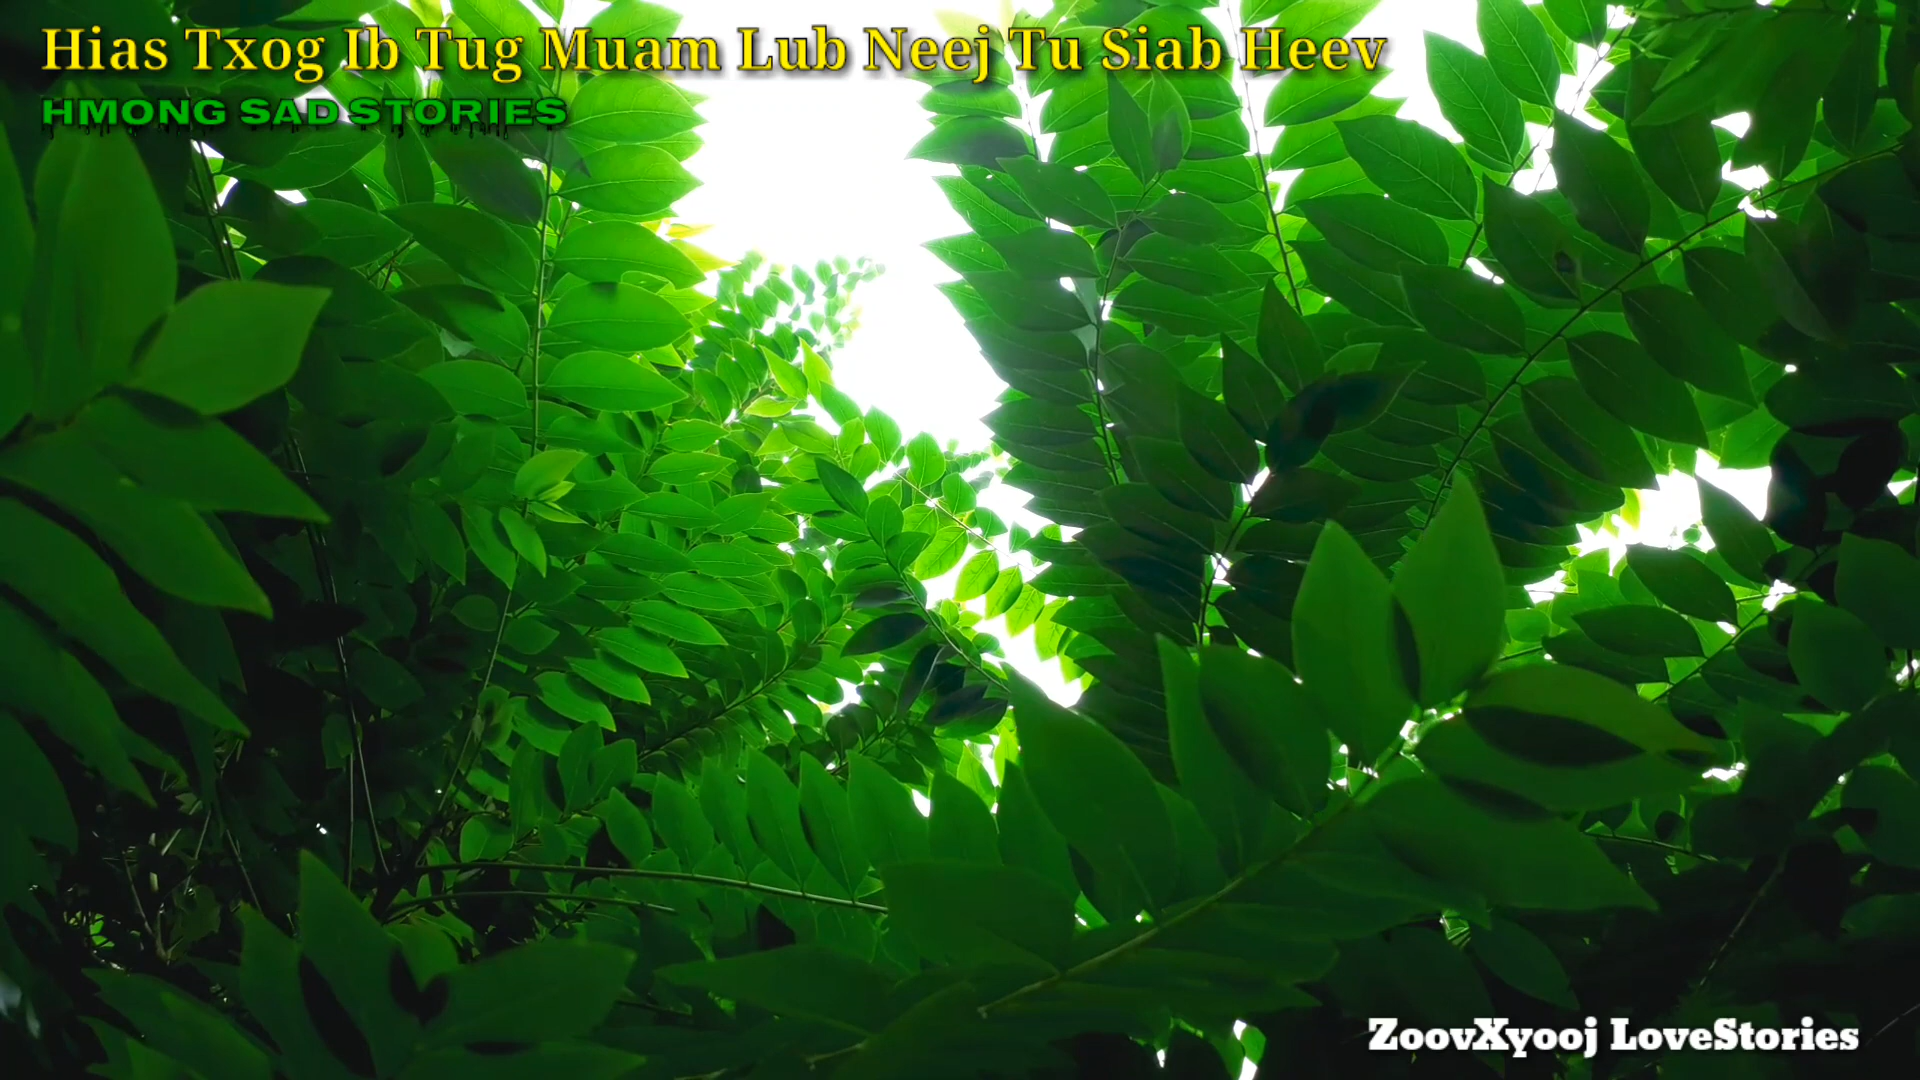 Hias Txog Ib Tug Muam Lub Neej Tu Siab Heev
HMONG SAD STORIES
ZoovXyooj LoveStories